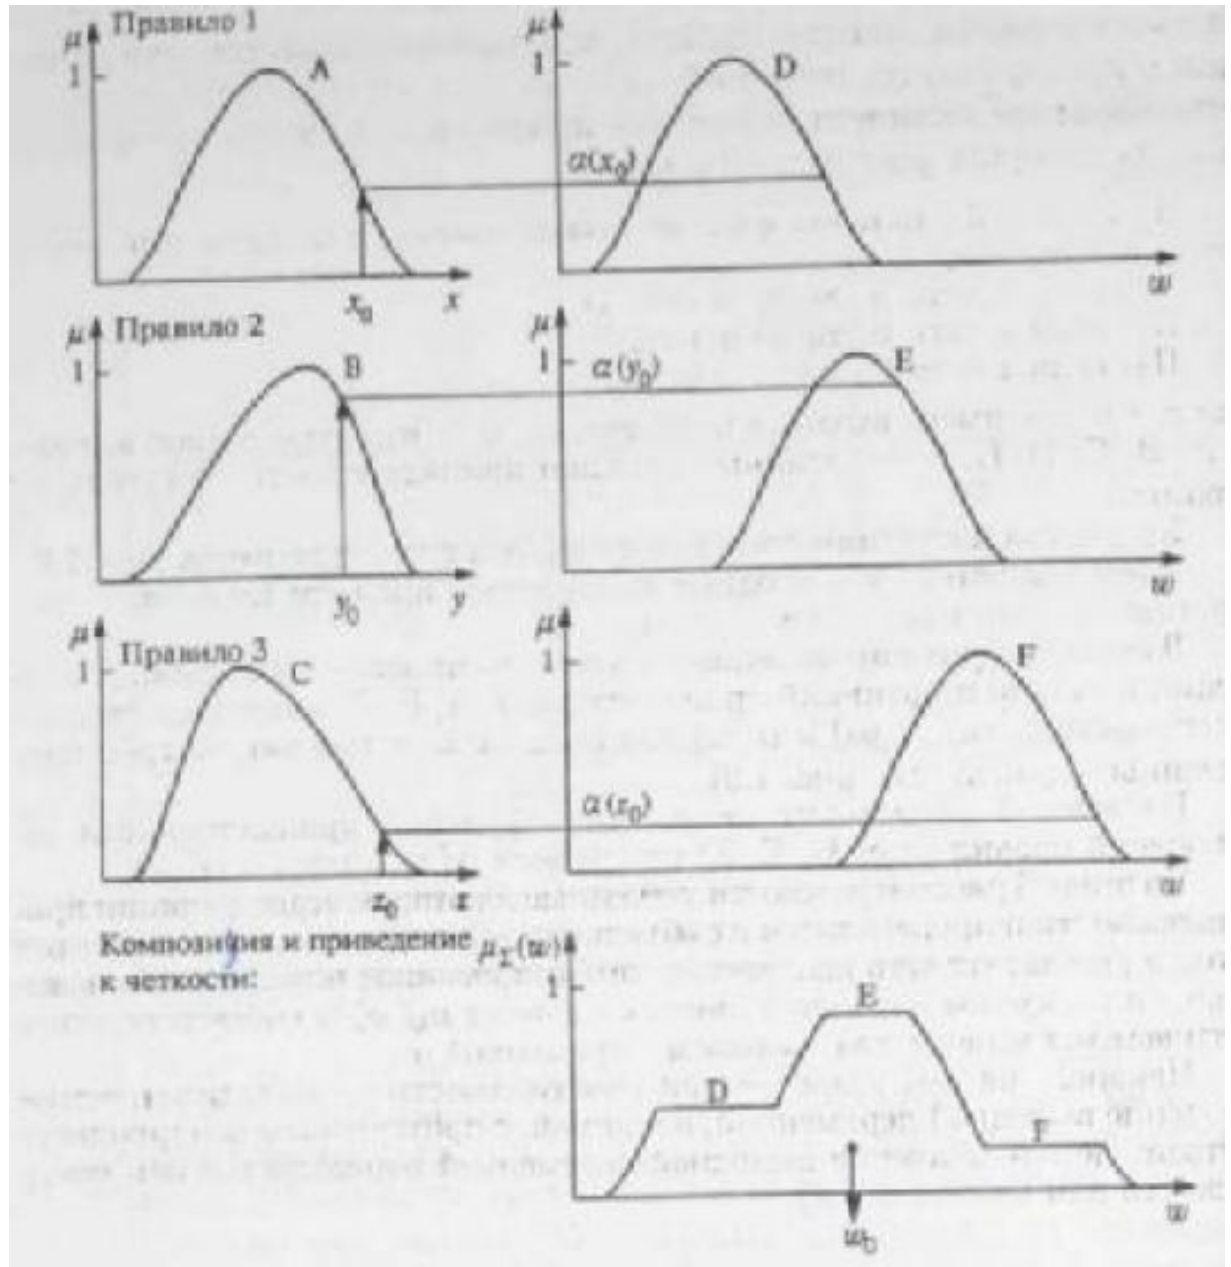 μ Правило 1
1
A
x₀
x
μ
1
D
α(x₀)
w
μ Правило 2
1
B
y₀
y
μ
1
α(y₀)
E
w
μ
Правило 3
1
C
z₀
z
μ
1
F
α(z₀)
w
Композиция и приведение
к четкости:
μΣ(w)
1
D
E
F
w₀
w